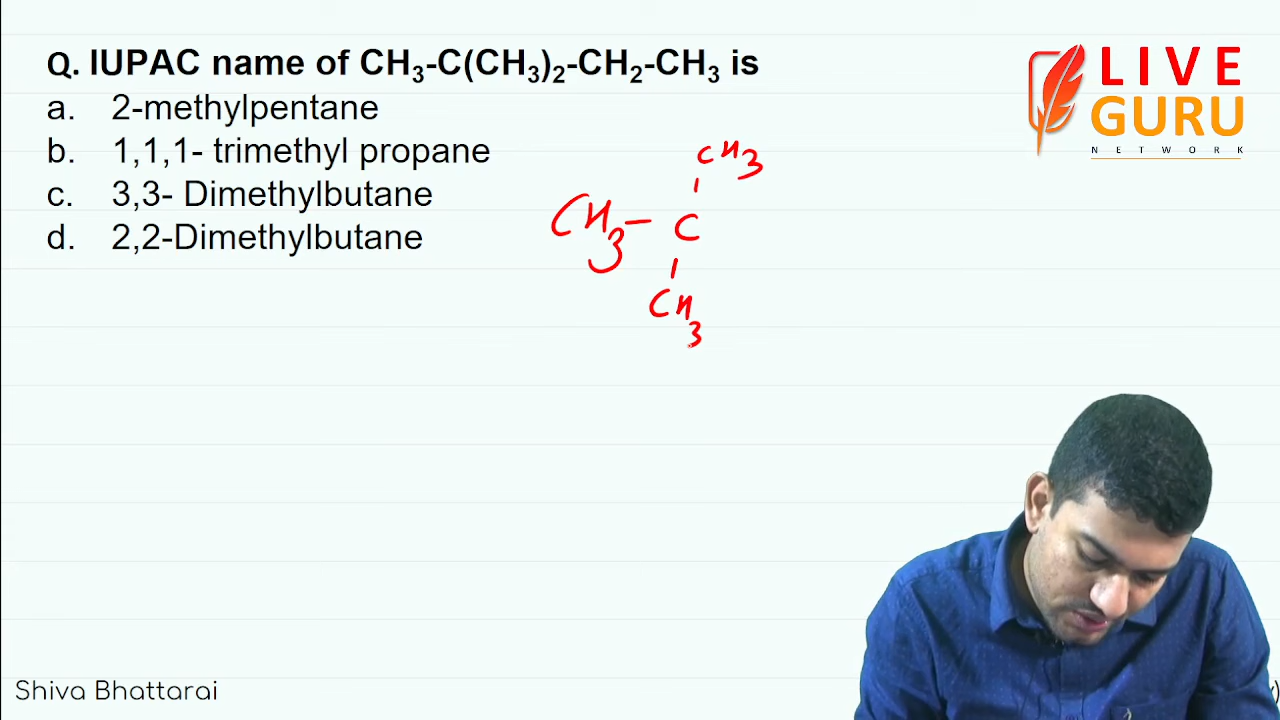 Q. IUPAC name of CH₃-C(CH₃)₂-CH₂-CH₃ is
a. 2-methylpentane
b. 1,1,1- trimethyl propane
c. 3,3- Dimethylbutane
d. 2,2-Dimethylbutane
LIVE
GURU
NETWORK
CH₃
CH₃- C
CH₃
Shiva Bhattarai